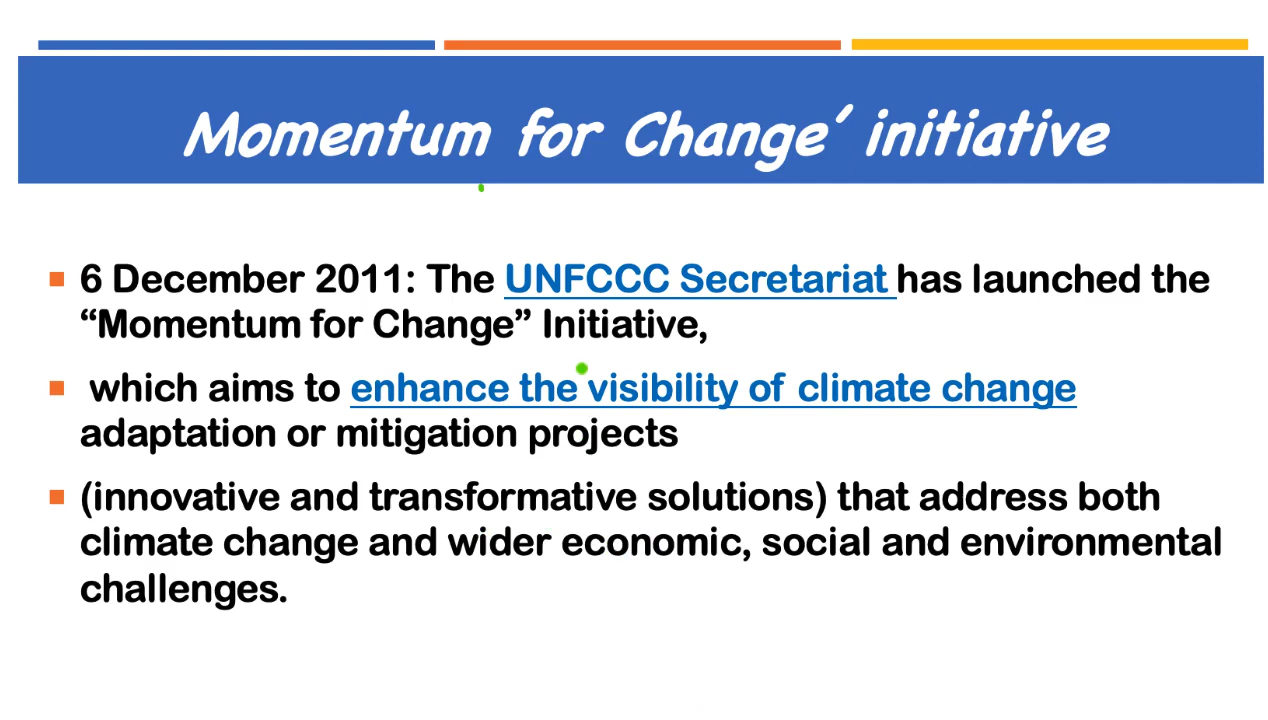 Momentum for Change’ initiative
6 December 2011: The UNFCCC Secretariat has launched the
“Momentum for Change” Initiative,
which aims to enhance the visibility of climate change
adaptation or mitigation projects
(innovative and transformative solutions) that address both
climate change and wider economic, social and environmental
challenges.